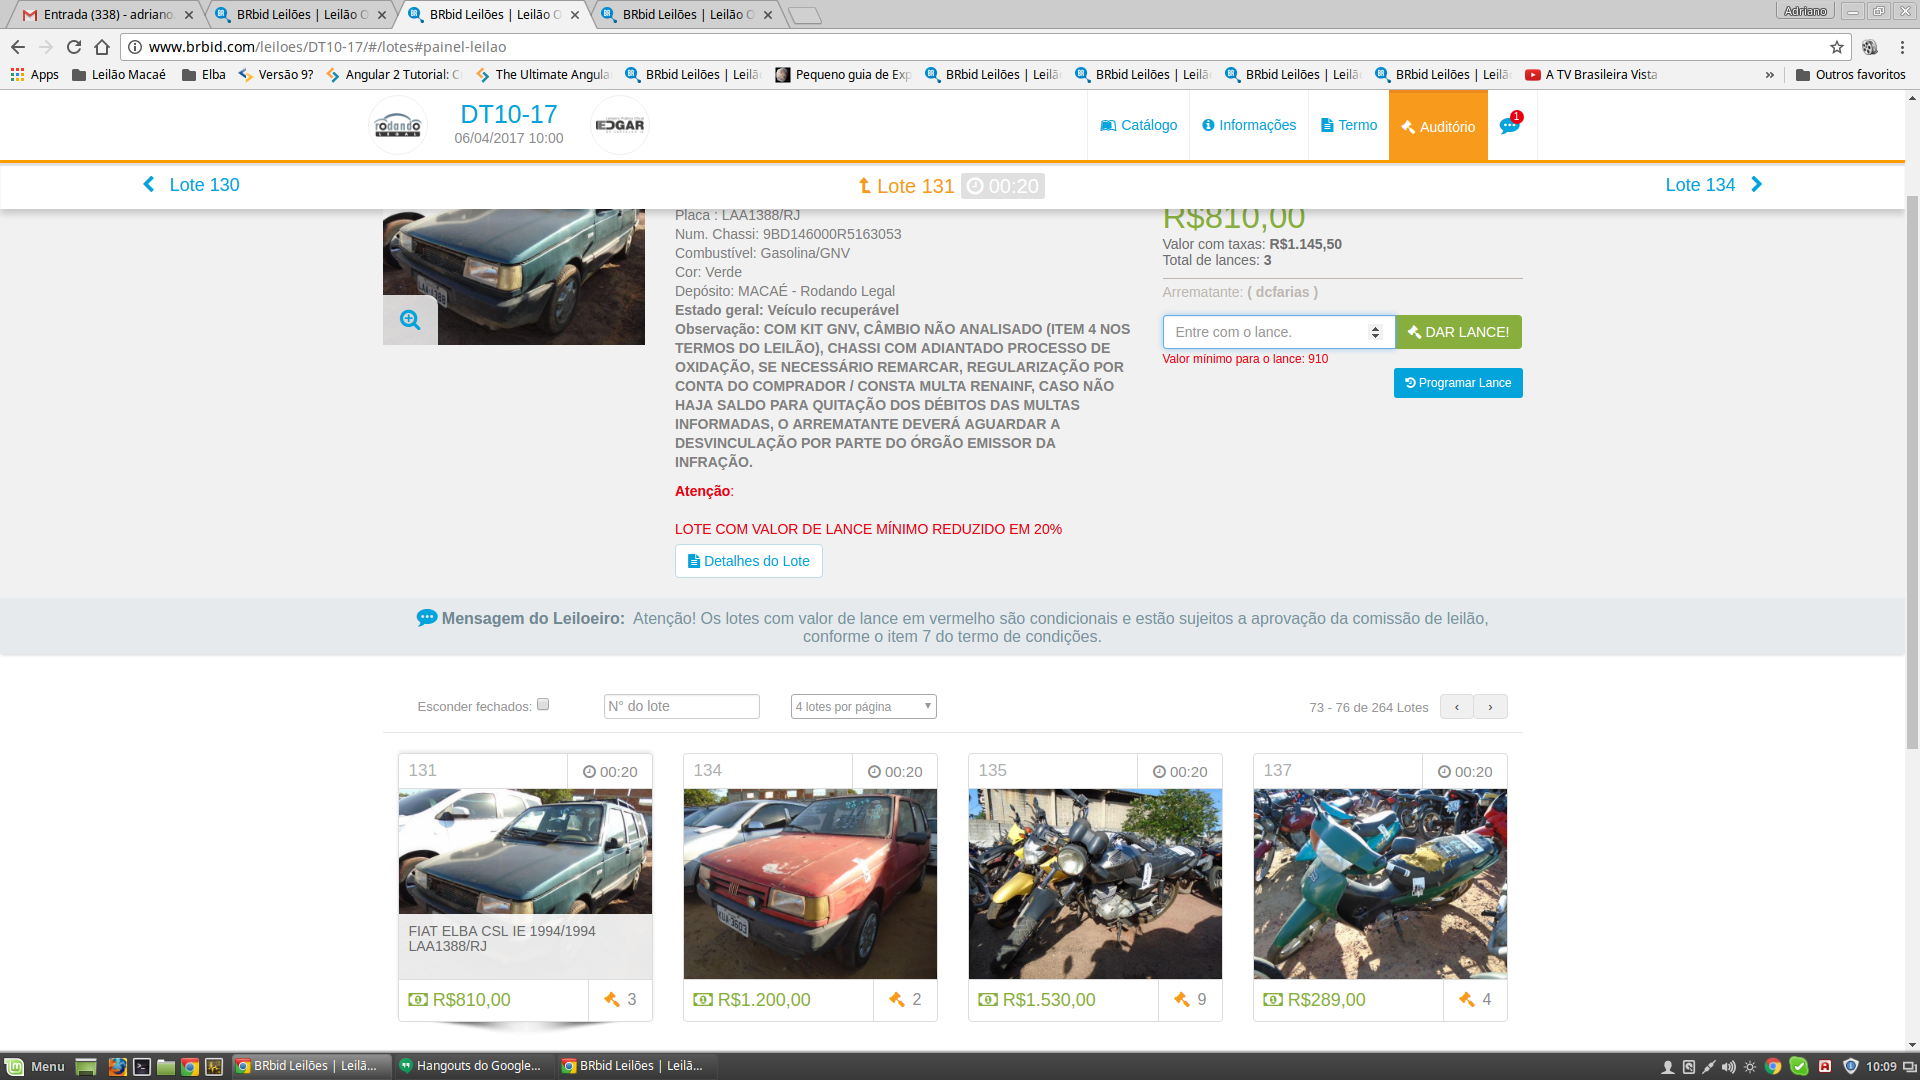 Entrada (338) - adriano.
BRbid Leilões | Leilão O
BRbid Leilões | Leilão O
BRbid Leilões | Leilão O
Adriano
www.brbid.com/leiloes/DT10-17/#/lotes#painel-leilao
Apps
Leilão Macaé
Elba
Versão 9?
Angular 2 Tutorial: C
The Ultimate Angula
BRbid Leilões | Leilã
Pequeno guia de Exp
BRbid Leilões | Leilã
BRbid Leilões | Leilã
BRbid Leilões | Leilã
BRbid Leilões | Leilã
A TV Brasileira Vista
Outros favoritos
rodando LEGAL
DT10-17
06/04/2017 10:00
EDGAR
Catálogo
Informações
Termo
Auditório
1
Lote 130
Lote 131 00:20
Lote 134
Placa : LAA1388/RJ
Num. Chassi: 9BD146000R5163053
Combustível: Gasolina/GNV
Cor: Verde
Depósito: MACAÉ - Rodando Legal
Estado geral: Veículo recuperável
Observação: COM KIT GNV, CÂMBIO NÃO ANALISADO (ITEM 4 NOS
TERMOS DO LEILÃO), CHASSI COM ADIANTADO PROCESSO DE
OXIDAÇÃO, SE NECESSÁRIO REMARCAR, REGULARIZAÇÃO POR
CONTA DO COMPRADOR / CONSTA MULTA RENAINF, CASO NÃO
HAJA SALDO PARA QUITAÇÃO DOS DÉBITOS DAS MULTAS
INFORMADAS, O ARREMATANTE DEVERÁ AGUARDAR A
DESVINCULAÇÃO POR PARTE DO ÓRGÃO EMISSOR DA
INFRAÇÃO.
Atenção:
LOTE COM VALOR DE LANCE MÍNIMO REDUZIDO EM 20%
Detalhes do Lote
R$810,00
Valor com taxas: R$1.145,50
Total de lances: 3
Arrematante: ( dcfarias )
Entre com o lance.
DAR LANCE!
Valor mínimo para o lance: 910
Programar Lance
Mensagem do Leiloeiro: Atenção! Os lotes com valor de lance em vermelho são condicionais e estão sujeitos a aprovação da comissão de leilão,
conforme o item 7 do termo de condições.
Esconder fechados:
N° do lote
4 lotes por página
73 - 76 de 264 Lotes
‹ ›
131 00:20
134 00:20
135 00:20
137 00:20
KUA 3603
FIAT ELBA CSL IE 1994/1994
LAA1388/RJ
R$810,00 3
R$1.200,00 2
R$1.530,00 9
R$289,00 4
Menu
BRbid Leilões | Leilã...
Hangouts do Google...
BRbid Leilões | Leilã...
10:09